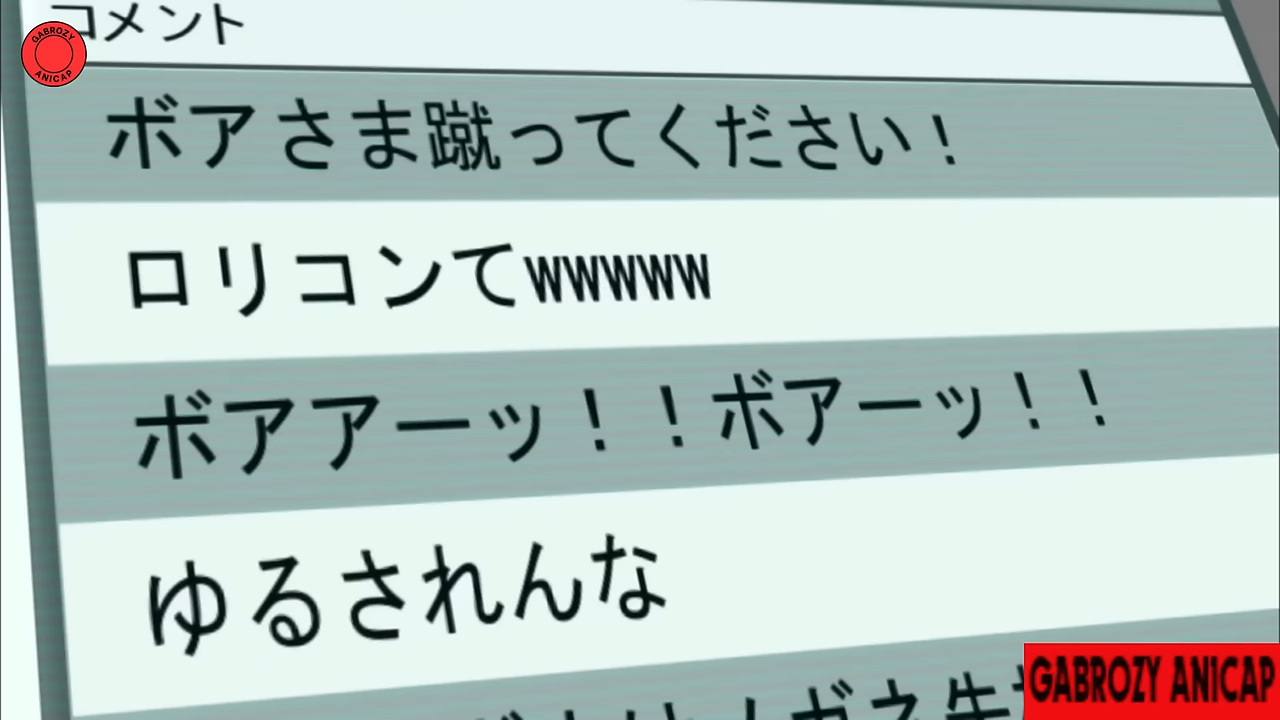 コメント
GABROZY
ANICAP
ボアさま蹴ってください！
ロリコンてwwwww
ボアアーッ！！ボアーッ！！
ゆるされんな
GABROZY ANICAP